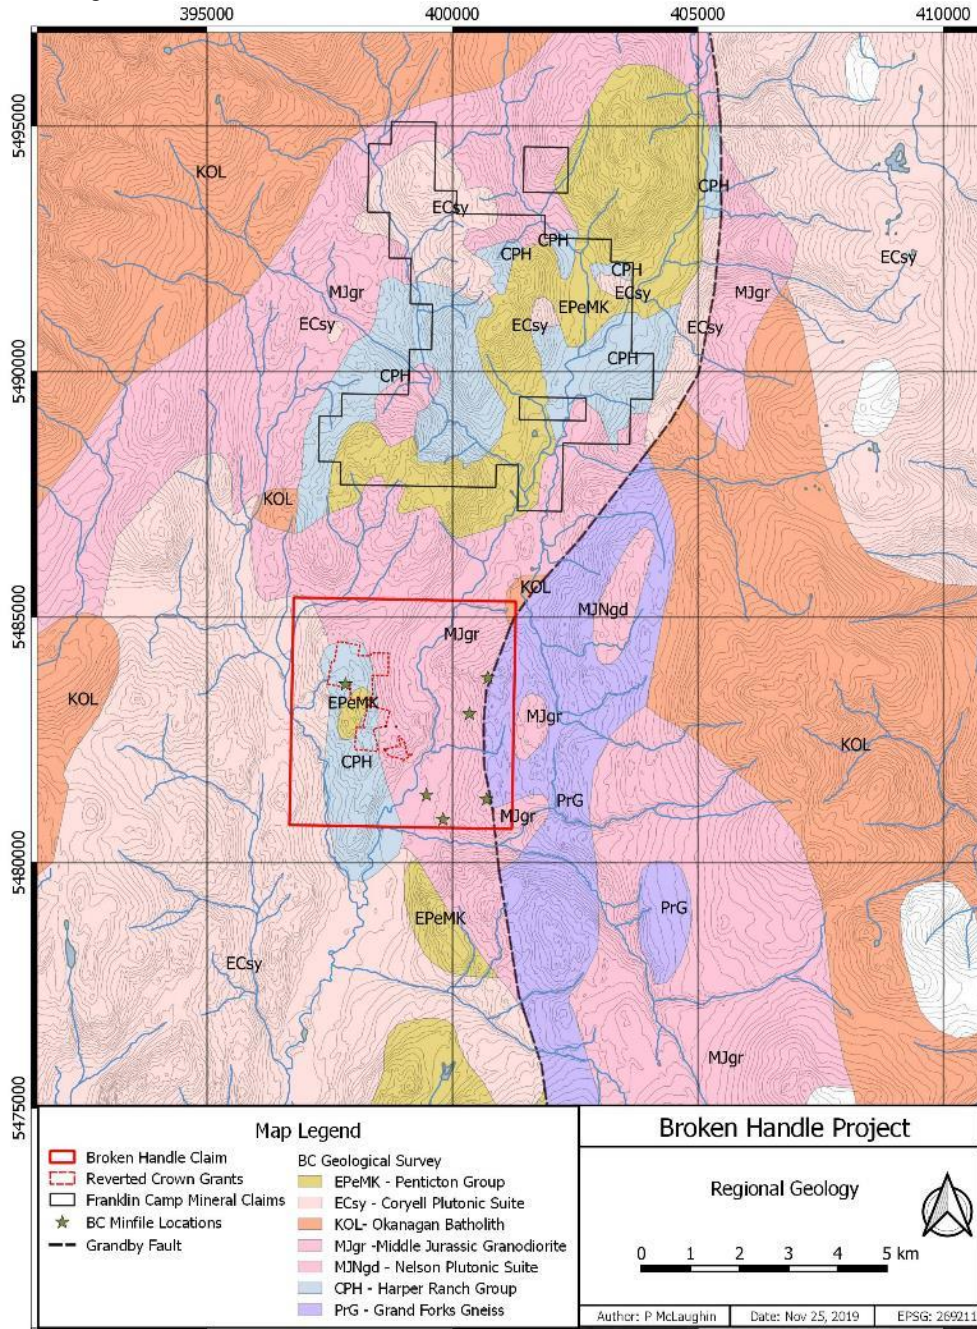 395000 400000 405000 410000
5495000
5490000
5485000
5480000
5475000
KOL
CPH
ECsy
CPH
CPH
CPH
ECsy
MJgr
ECsy
MJgr
EPeMK
ECsy
ECsy
ECsy
CPH
CPH
KOL
KOL
MJNgd
MJgr
KOL
EPeMK
MJgr
KOL
CPH
PrG
MJgr
PrG
EPeMK
ECsy
MJgr
Map Legend
Broken Handle Claim
Reverted Crown Grants
Franklin Camp Mineral Claims
BC Minfile Locations
Grandby Fault
BC Geological Survey
EPeMK - Penticton Group
ECsy - Coryell Plutonic Suite
KOL- Okanagan Batholith
MJgr -Middle Jurassic Granodiorite
MJNgd - Nelson Plutonic Suite
CPH - Harper Ranch Group
PrG - Grand Forks Gneiss
Broken Handle Project
Regional Geology
0 1 2 3 4 5 km
Author: P McLaughin Date: Nov 25, 2019 EPSG: 269211